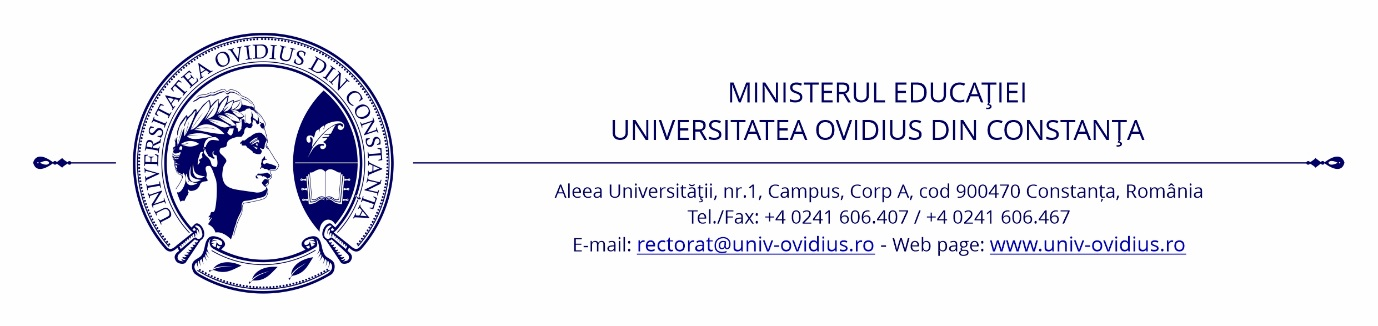 UNIVERSITATEA OVIDIUS DIN CONSTANȚA
MINISTERUL EDUCAŢIEI
UNIVERSITATEA OVIDIUS DIN CONSTANŢA
Aleea Universităţii, nr.1, Campus, Corp A, cod 900470 Constanța, România
Tel./Fax: +4 0241 606.407 / +4 0241 606.467
E-mail: rectorat@univ-ovidius.ro - Web page: www.univ-ovidius.ro